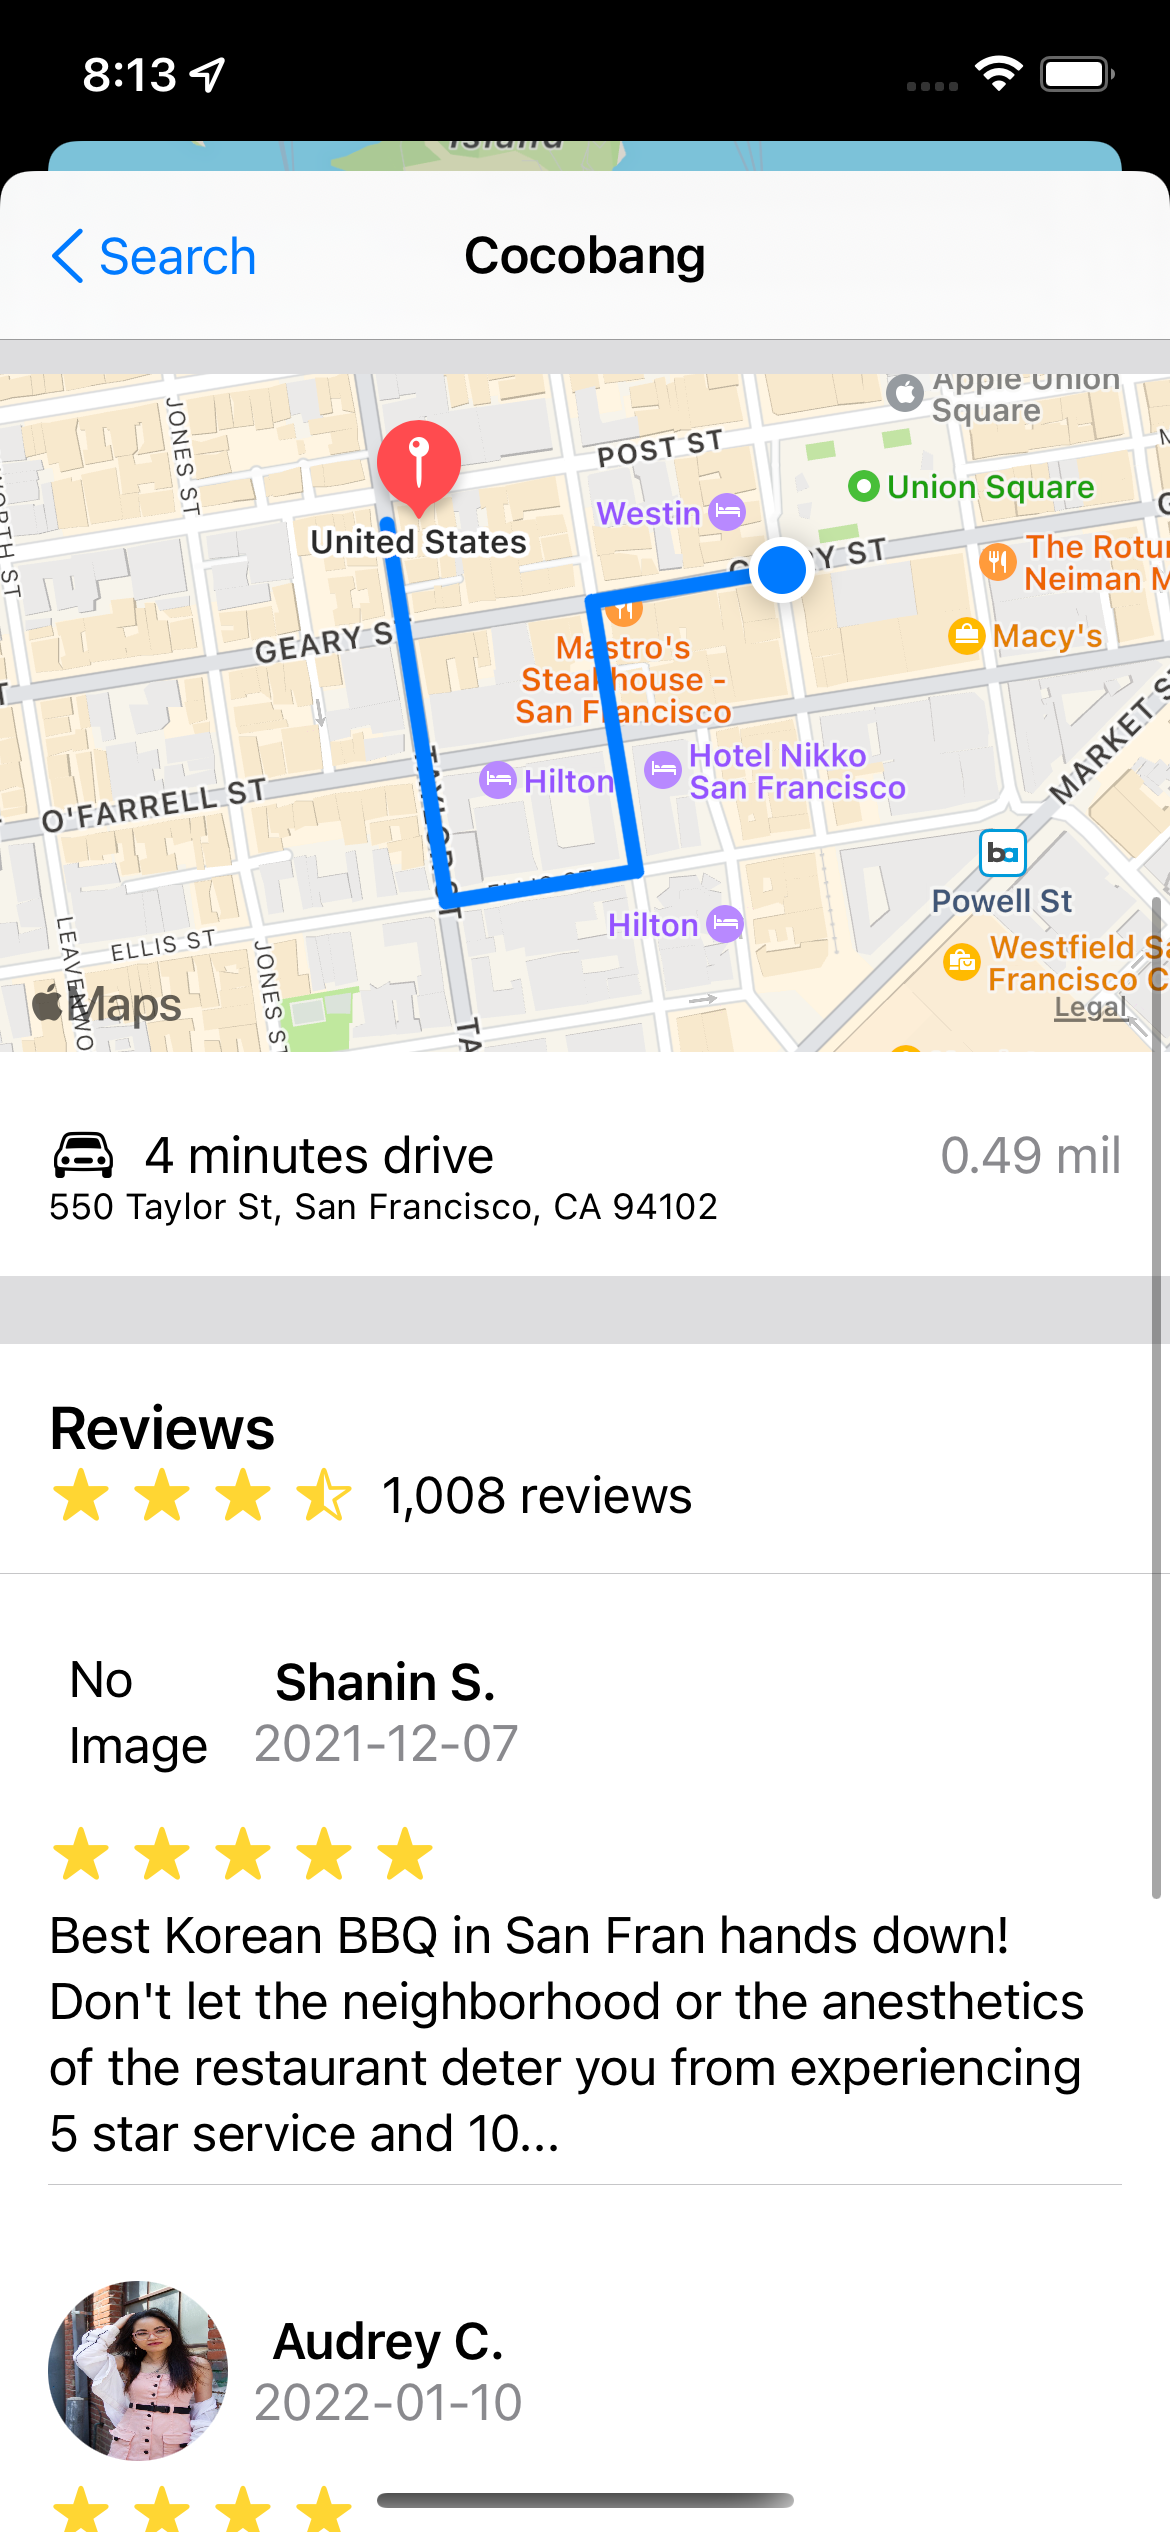 8:13
Island
Search
Cocobang
Apple Union
Square
JONES ST
POST ST
Union Square
Westin
United States
ST
The
Neiman
GEARY
Macy's
Mastro's
Steakhouse -
San Francisco
MARKET
Hotel Nikko
San Francisco
Hilton
O'FARRELL ST
TAYLOR ST
ba
ELLIS ST
Powell St
Hilton
ELLIS ST
Westfield
Francisco
JONES ST
Maps
Legal
4 minutes drive
0.49 mil
550 Taylor St, San Francisco, CA 94102
Reviews
1,008 reviews
No
Image
Shanin S.
2021-12-07
Best Korean BBQ in San Fran hands down!
Don't let the neighborhood or the anesthetics
of the restaurant deter you from experiencing
5 star service and 10...
Audrey C.
2022-01-10